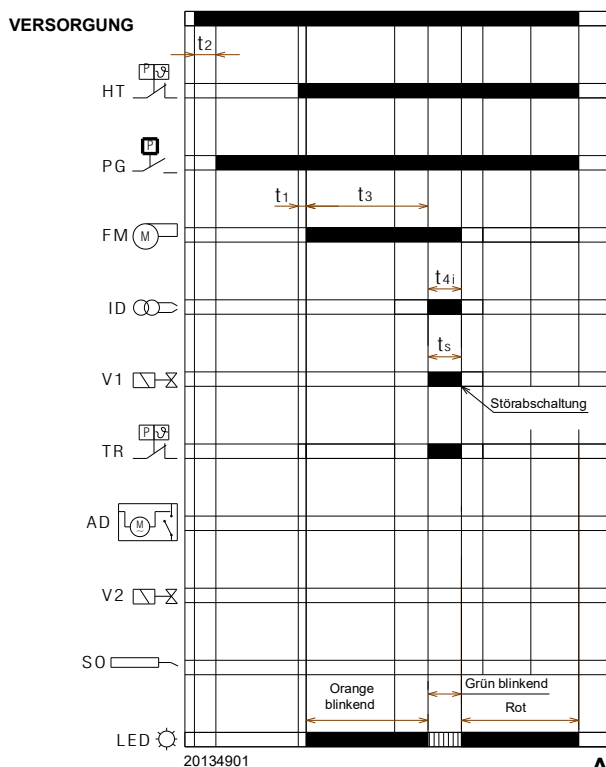 VERSORGUNG
t2
P ϑ
HT
P
PG
t1 t3
FM M
t4i
ID
ts
V1
Störabschaltung
P ϑ
TR
AD M ~
V2
SO
Orange
blinkend
Grün blinkend
Rot
LED
20134901
A